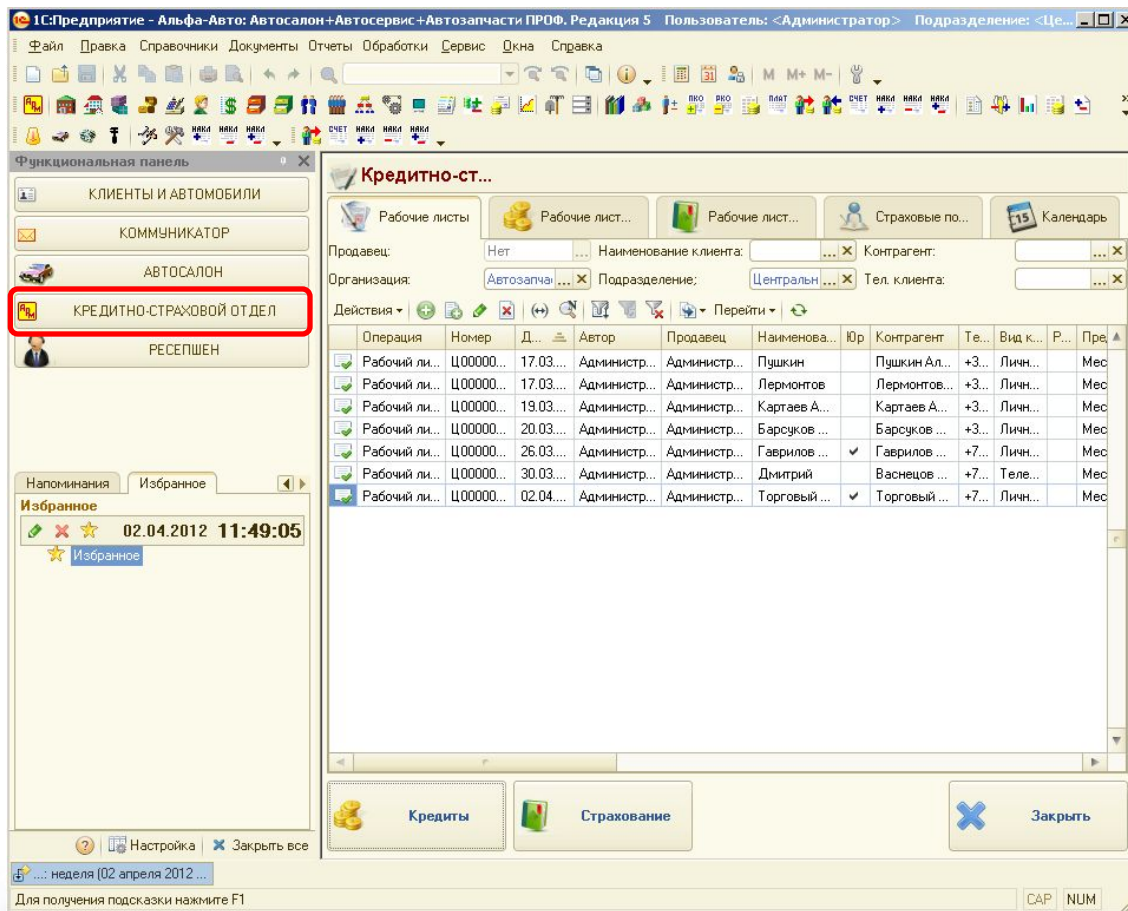 1С:Предприятие - Альфа-Авто: Автосалон+Автосервис+Автозапчасти ПРОФ. Редакция 5 Пользователь: <Администратор> Подразделение: <Це...
Файл Правка Справочники Документы Отчеты Обработки Сервис Окна Справка
M M+ M-
Функциональная панель
КЛИЕНТЫ И АВТОМОБИЛИ
КОММУНИКАТОР
АВТОСАЛОН
КРЕДИТНО-СТРАХОВОЙ ОТДЕЛ
РЕСЕПШЕН
Напоминания Избранное
Избранное
02.04.2012 11:49:05
Избранное
Настройка Закрыть все
Кредитно-ст...
Рабочие листы Рабочие лист... Рабочие лист... Страховые по... 15 Календарь
Продавец: Нет ... Наименование клиента: ... Контрагент: ...
Организация: Автозапча ... Подразделение; Центральн ... Тел. клиента: ...
Действия Перейти
Операция Номер Д... Автор Продавец Наименова... Юр Контрагент Те... Вид к... Р... Пре
Рабочий ли... Ц00000... 17.03.... Администр... Администр... Пушкин Пушкин Ал... +3... Личн... Мес
Рабочий ли... Ц00000... 17.03.... Администр... Администр... Лермонтов Лермонтов... +3... Личн... Мес
Рабочий ли... Ц00000... 19.03.... Администр... Администр... Картаев А... Картаев А... +3... Личн... Мес
Рабочий ли... Ц00000... 20.03.... Администр... Администр... Барсуков ... Барсуков ... +3... Личн... Мес
Рабочий ли... Ц00000... 26.03.... Администр... Администр... Гаврилов ... Гаврилов ... +7... Личн... Мес
Рабочий ли... Ц00000... 30.03.... Администр... Администр... Дмитрий Васнецов ... +7... Теле... Мес
Рабочий ли... Ц00000... 02.04.... Администр... Администр... Торговый ... Торговый ... +7... Личн... Мес
Кредиты Страхование Закрыть
...: неделя (02 апреля 2012 ...
Для получения подсказки нажмите F1 CAP NUM